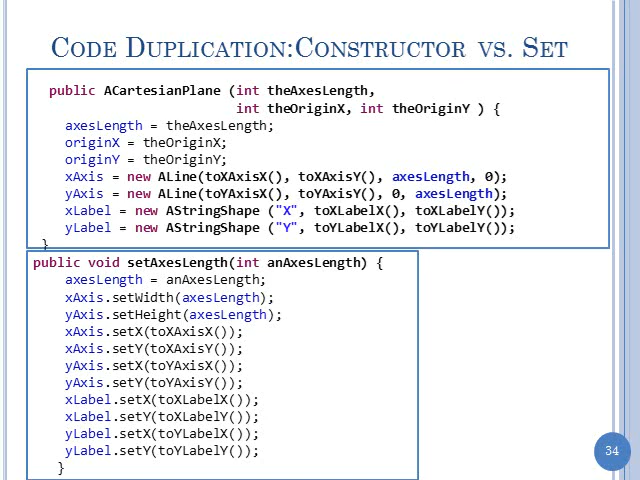 CODE DUPLICATION:CONSTRUCTOR VS. SET
public ACartesianPlane (int theAxesLength,
int theOriginX, int theOriginY ) {
axesLength = theAxesLength;
originX = theOriginX;
originY = theOriginY;
xAxis = new ALine(toXAxisX(), toXAxisY(), axesLength, 0);
yAxis = new ALine(toYAxisX(), toYAxisY(), 0, axesLength);
xLabel = new AStringShape ("X", toXLabelX(), toXLabelY());
yLabel = new AStringShape ("Y", toYLabelX(), toYLabelY());
}
public void setAxesLength(int anAxesLength) {
axesLength = anAxesLength;
xAxis.setWidth(axesLength);
yAxis.setHeight(axesLength);
xAxis.setX(toXAxisX());
xAxis.setY(toXAxisY());
yAxis.setX(toYAxisX());
yAxis.setY(toYAxisY());
xLabel.setX(toXLabelX());
xLabel.setY(toXLabelY());
yLabel.setX(toYLabelX());
yLabel.setY(toYLabelY());
}
34